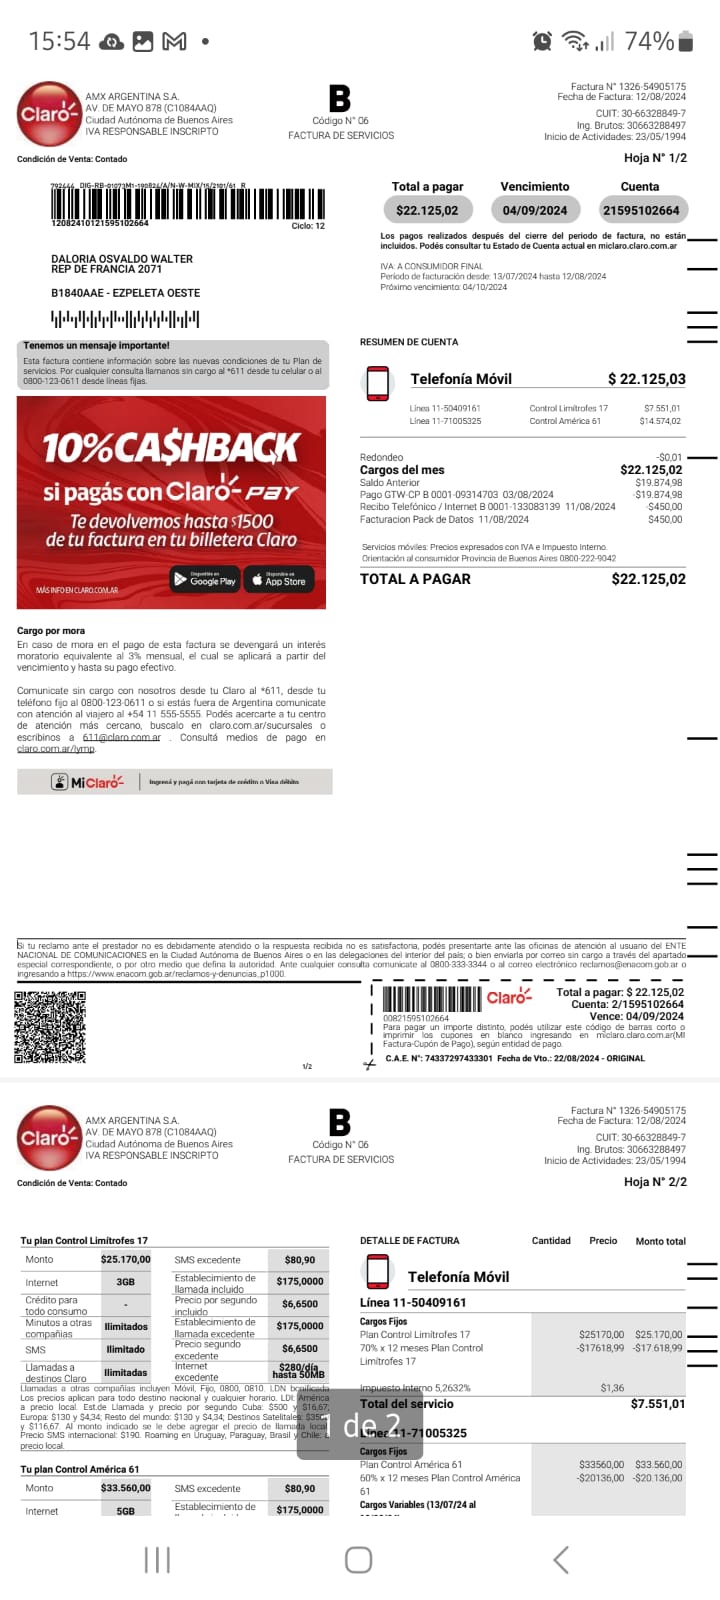 15:54
74%
Claro
AMX ARGENTINA S.A.
AV. DE MAYO 878 (C1084AAQ)
Ciudad Autónoma de Buenos Aires
IVA RESPONSABLE INSCRIPTO
B
Código N° 06
FACTURA DE SERVICIOS
Factura N° 1326-54905175
Fecha de Factura: 12/08/2024
CUIT: 30-66328849-7
Ing. Brutos: 30663288497
Inicio de Actividades: 23/05/1994
Condición de Venta: Contado
Hoja N° 1/2
792444 DIG-RB-01073M1-190824/A/N-W-MIX/15/2101/61 R
12082410121595102664
Ciclo: 12
DALORIA OSVALDO WALTER
REP DE FRANCIA 2071
B1840AAE - EZPELETA OESTE
Total a pagar Vencimiento Cuenta
$22.125,02 04/09/2024 21595102664
Los pagos realizados después del cierre del periodo de factura, no están
incluidos. Podés consultar tu Estado de Cuenta actual en miclaro.claro.com.ar
IVA: A CONSUMIDOR FINAL
Período de facturación desde: 13/07/2024 hasta 12/08/2024
Próximo vencimiento: 04/10/2024
Tenemos un mensaje importante!
Esta factura contiene información sobre las nuevas condiciones de tu Plan de
servicios. Por cualquier consulta llamanos sin cargo al *611 desde tu celular o al
0800-123-0611 desde líneas fijas.
10% CA$HBACK
si pagás con Claro PAY
Te devolvemos hasta $1500
de tu factura en tu billetera Claro
MÁS INFO EN CLARO.COM.AR
Disponible en
Google Play
Disponible en
App Store
RESUMEN DE CUENTA
Telefonía Móvil $ 22.125,03
Línea 11-50409161 Control Limítrofes 17 $7.551,01
Línea 11-71005325 Control América 61 $14.574,02
Redondeo -$0,01
Cargos del mes $22.125,02
Saldo Anterior $19.874,98
Pago GTW-CP B 0001-09314703 03/08/2024 -$19.874,98
Recibo Telefónico / Internet B 0001-133083139 11/08/2024 -$450,00
Facturacion Pack de Datos 11/08/2024 $450,00
Servicios móviles: Precios expresados con IVA e Impuesto Interno.
Orientación al consumidor Provincia de Buenos Aires 0800-222-9042
TOTAL A PAGAR $22.125,02
Cargo por mora
En caso de mora en el pago de esta factura se devengará un interés
moratorio equivalente al 3% mensual, el cual se aplicará a partir del
vencimiento y hasta su pago efectivo.
Comunicate sin cargo con nosotros desde tu Claro al *611, desde tu
teléfono fijo al 0800-123-0611 o si estás fuera de Argentina comunicate
con atención al viajero al +54 11 555-5555. Podés acercarte a tu centro
de atención más cercano, buscalo en claro.com.ar/sucursales o
escribinos a 611@claro.com.ar . Consultá medios de pago en
claro.com.ar/lymp.
Mi Claro
Ingresá y pagá con tarjeta de crédito o Visa débito
Si tu reclamo ante el prestador no es debidamente atendido o la respuesta recibida no es satisfactoria, podés presentarte ante las oficinas de atención al usuario del ENTE
NACIONAL DE COMUNICACIONES en la Ciudad Autónoma de Buenos Aires o en las delegaciones del interior del país; o bien enviarla por correo sin cargo a través del apartado
especial correspondiente, o por otro medio que defina la autoridad. Ante cualquier consulta comunicate al 0800-333-3344 o al correo electrónico reclamos@enacom.gob.ar o
ingresando a https://www.enacom.gob.ar/reclamos-y-denuncias_p1000.
Claro
00821595102664
Total a pagar: $ 22.125,02
Cuenta: 2/1595102664
Vence: 04/09/2024
Para pagar un importe distinto, podés utilizar este código de barras corto o
imprimir los cupones en blanco ingresando en miclaro.claro.com.ar(MI
Factura-Cupón de Pago), según entidad de pago.
C.A.E. N°: 74337297433301 Fecha de Vto.: 22/08/2024 - ORIGINAL
1/2
Claro
AMX ARGENTINA S.A.
AV. DE MAYO 878 (C1084AAQ)
Ciudad Autónoma de Buenos Aires
IVA RESPONSABLE INSCRIPTO
B
Código N° 06
FACTURA DE SERVICIOS
Factura N° 1326-54905175
Fecha de Factura: 12/08/2024
CUIT: 30-66328849-7
Ing. Brutos: 30663288497
Inicio de Actividades: 23/05/1994
Condición de Venta: Contado
Hoja N° 2/2
Tu plan Control Limítrofes 17
Monto $25.170,00 SMS excedente $80,90
Internet 3GB Establecimiento de llamada incluido $175,0000
Crédito para todo consumo - Precio por segundo incluido $6,6500
Minutos a otras compañías Ilimitados Establecimiento de llamada excedente $175,0000
SMS Ilimitado Precio segundo excedente $6,6500
Llamadas a destinos Claro Ilimitadas Internet excedente $280/día hasta 50MB
Llamadas a otras compañías incluyen Móvil, Fijo, 0800, 0810. LDN bonificada
Los precios aplican para todo destino nacional y cualquier horario. LDI: América
a precio local. Est.de Llamada y precio por segundo Cuba: $500 y $16,67;
Europa: $130 y $4,34; Resto del mundo: $130 y $4,34; Destinos Satelitales: $350
y $116,67. Al monto indicado se le debe agregar el precio de llamada local.
Precio SMS internacional: $190. Roaming en Uruguay, Paraguay, Brasil y Chile: a
precio local.
Tu plan Control América 61
Monto $33.560,00 SMS excedente $80,90
Internet 5GB Establecimiento de $175,0000
DETALLE DE FACTURA Cantidad Precio Monto total
Telefonía Móvil
Línea 11-50409161
Cargos Fijos
Plan Control Limítrofes 17 $25170,00 $25.170,00
70% x 12 meses Plan Control -$17618,99 -$17.618,99
Limítrofes 17
Impuesto Interno 5,2632% $1,36
Total del servicio $7.551,01
1 de 2
Línea 11-71005325
Cargos Fijos
Plan Control América 61 $33560,00 $33.560,00
60% x 12 meses Plan Control América -$20136,00 -$20.136,00
61
Cargos Variables (13/07/24 al